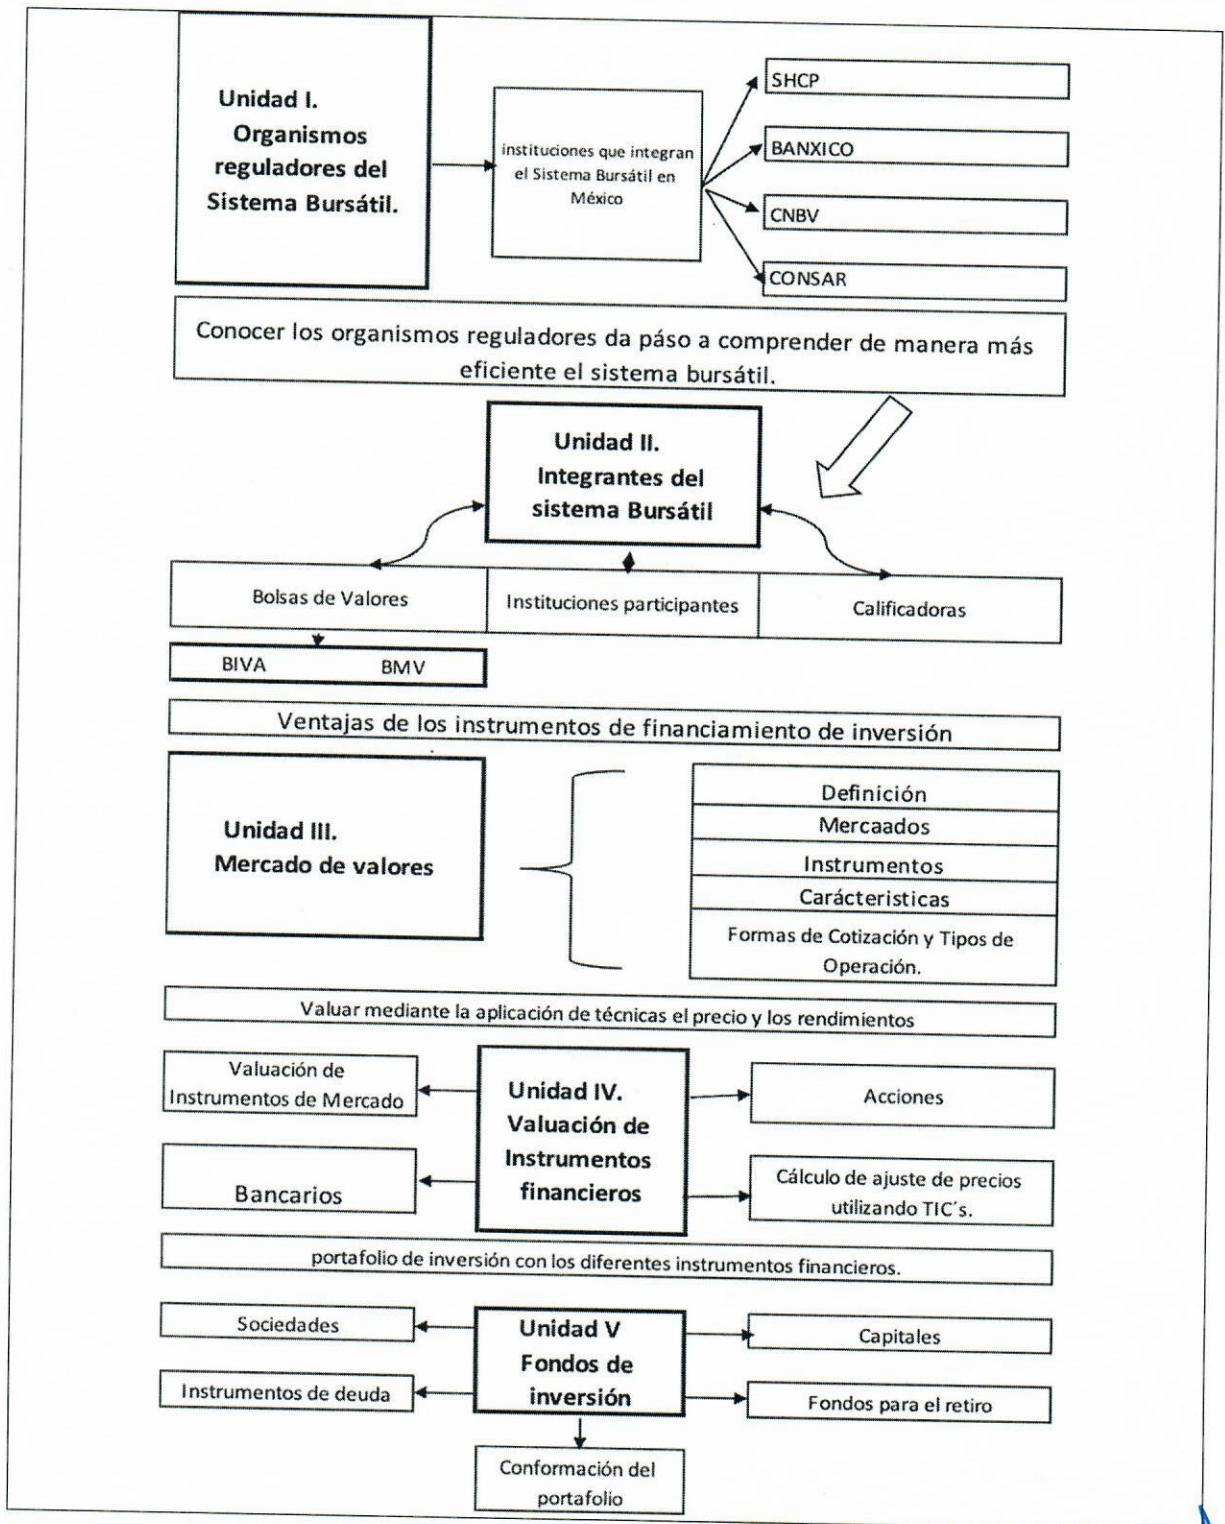 Unidad I.
Organismos
reguladores del
Sistema Bursátil.
instituciones que integran
el Sistema Bursátil en
México
SHCP
BANXICO
CNBV
CONSAR
Conocer los organismos reguladores da páso a comprender de manera más
eficiente el sistema bursátil.
Unidad II.
Integrantes del
sistema Bursátil
Bolsas de Valores
Instituciones participantes
Calificadoras
BIVA
BMV
Ventajas de los instrumentos de financiamiento de inversión
Unidad III.
Mercado de valores
Definición
Mercaados
Instrumentos
Carácteristicas
Formas de Cotización y Tipos de
Operación.
Valuar mediante la aplicación de técnicas el precio y los rendimientos
Valuación de
Instrumentos de Mercado
Bancarios
Unidad IV.
Valuación de
Instrumentos
financieros
Acciones
Cálculo de ajuste de precios
utilizando TIC´s.
portafolio de inversión con los diferentes instrumentos financieros.
Sociedades
Instrumentos de deuda
Unidad V
Fondos de
inversión
Capitales
Fondos para el retiro
Conformación del
portafolio